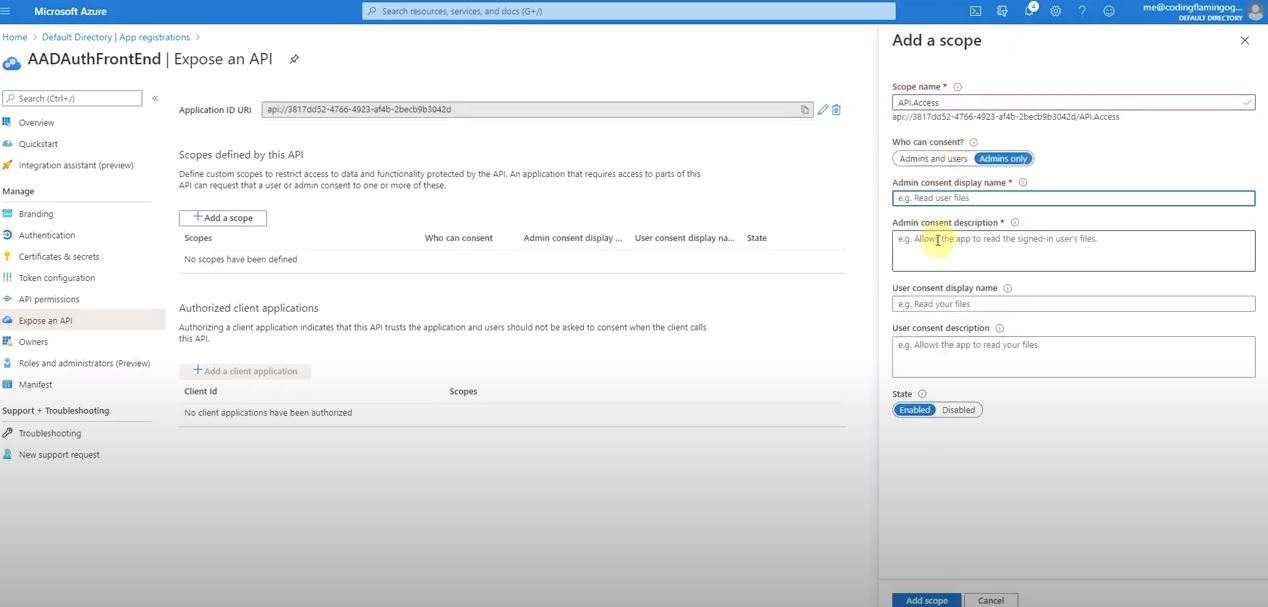 Microsoft Azure
Search resources, services, and docs (G+/)
4
me@codingflamingog...
DEFAULT DIRECTORY
Home > Default Directory | App registrations >
AADAuthFrontEnd | Expose an API
Search (Ctrl+/)
«
Overview
Quickstart
Integration assistant (preview)
Manage
Branding
Authentication
Certificates & secrets
Token configuration
API permissions
Expose an API
Owners
Roles and administrators (Preview)
Manifest
Support + Troubleshooting
Troubleshooting
New support request
Application ID URI
api://3817dd52-4766-4923-af4b-2becb9b3042d
Scopes defined by this API
Define custom scopes to restrict access to data and functionality protected by the API. An application that requires access to parts of this
API can request that a user or admin consent to one or more of these.
+ Add a scope
Scopes Who can consent Admin consent display ... User consent display na... State
No scopes have been defined
Authorized client applications
Authorizing a client application indicates that this API trusts the application and users should not be asked to consent when the client calls
this API.
+ Add a client application
Client Id Scopes
No client applications have been authorized
Add a scope
Scope name *
API.Access
api://3817dd52-4766-4923-af4b-2becb9b3042d/API.Access
Who can consent?
Admins and users Admins only
Admin consent display name *
e.g. Read user files
Admin consent description *
e.g. Allows the app to read the signed-in user's files.
User consent display name
e.g. Read your files
User consent description
e.g. Allows the app to read your files.
State
Enabled Disabled
Add scope Cancel